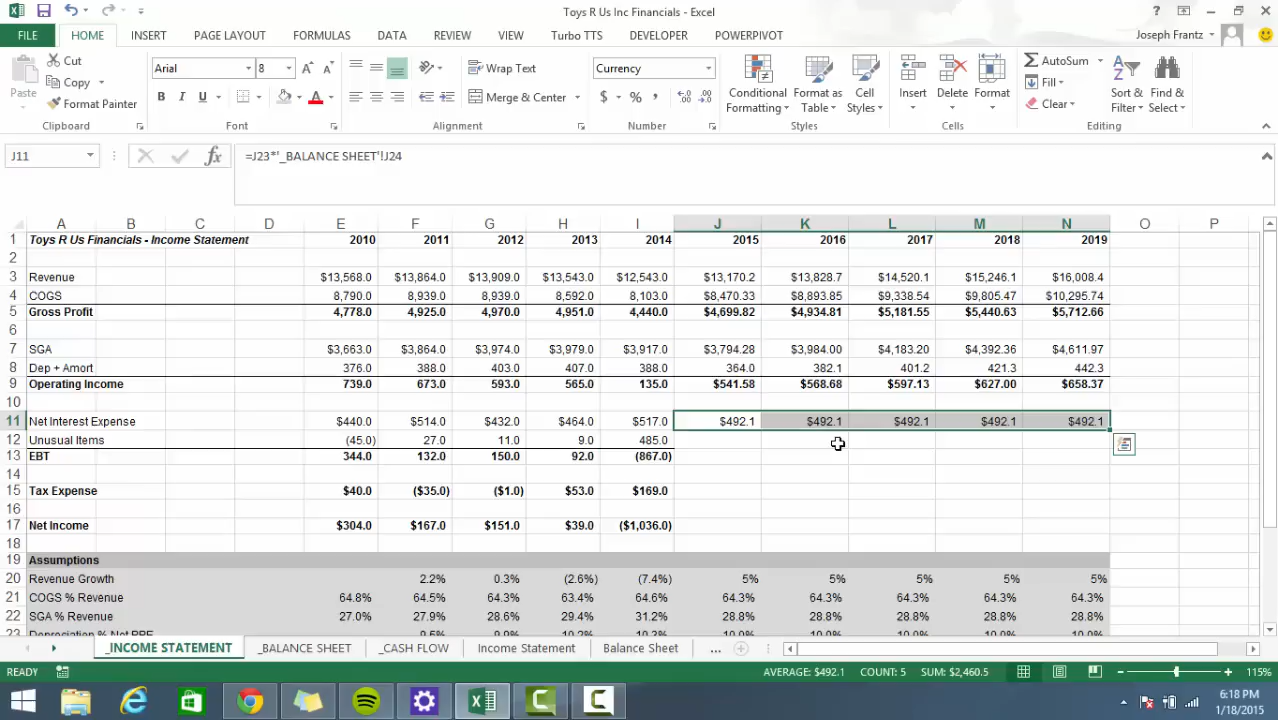 Toys R Us Inc Financials - Excel
FILE HOME INSERT PAGE LAYOUT FORMULAS DATA REVIEW VIEW Turbo TTS DEVELOPER POWERPIVOT Joseph Frantz
Paste Cut Copy Format Painter Clipboard
Arial 8 B I U A Font
Wrap Text Merge & Center Alignment
Currency $ % , Number
Conditional Formatting Format as Table Cell Styles Styles
Insert Delete Format Cells
AutoSum Fill Clear Sort & Filter Find & Select Editing
J11 fx =J23*'_BALANCE SHEET'!J24
A B C D E F G H I J K L M N O P
1 Toys R Us Financials - Income Statement 2010 2011 2012 2013 2014 2015 2016 2017 2018 2019
2
3 Revenue $13,568.0 $13,864.0 $13,909.0 $13,543.0 $12,543.0 $13,170.2 $13,828.7 $14,520.1 $15,246.1 $16,008.4
4 COGS 8,790.0 8,939.0 8,939.0 8,592.0 8,103.0 $8,470.33 $8,893.85 $9,338.54 $9,805.47 $10,295.74
5 Gross Profit 4,778.0 4,925.0 4,970.0 4,951.0 4,440.0 $4,699.82 $4,934.81 $5,181.55 $5,440.63 $5,712.66
6
7 SGA $3,663.0 $3,864.0 $3,974.0 $3,979.0 $3,917.0 $3,794.28 $3,984.00 $4,183.20 $4,392.36 $4,611.97
8 Dep + Amort 376.0 388.0 403.0 407.0 388.0 364.0 382.1 401.2 421.3 442.3
9 Operating Income 739.0 673.0 593.0 565.0 135.0 $541.58 $568.68 $597.13 $627.00 $658.37
10
11 Net Interest Expense $440.0 $514.0 $432.0 $464.0 $517.0 $492.1 $492.1 $492.1 $492.1 $492.1
12 Unusual Items (45.0) 27.0 11.0 9.0 485.0
13 EBT 344.0 132.0 150.0 92.0 (867.0)
14
15 Tax Expense $40.0 ($35.0) ($1.0) $53.0 $169.0
16
17 Net Income $304.0 $167.0 $151.0 $39.0 ($1,036.0)
18
19 Assumptions
20 Revenue Growth 2.2% 0.3% (2.6%) (7.4%) 5% 5% 5% 5% 5%
21 COGS % Revenue 64.8% 64.5% 64.3% 63.4% 64.6% 64.3% 64.3% 64.3% 64.3% 64.3%
22 SGA % Revenue 27.0% 27.9% 28.6% 29.4% 31.2% 28.8% 28.8% 28.8% 28.8% 28.8%
23 Depreciation % Net PPE 9.6% 9.9% 10.2% 10.3% 10.0% 10.0% 10.0% 10.0% 10.0%
_INCOME STATEMENT _BALANCE SHEET _CASH FLOW Income Statement Balance Sheet ...
READY AVERAGE: $492.1 COUNT: 5 SUM: $2,460.5 115%
6:18 PM
1/18/2015